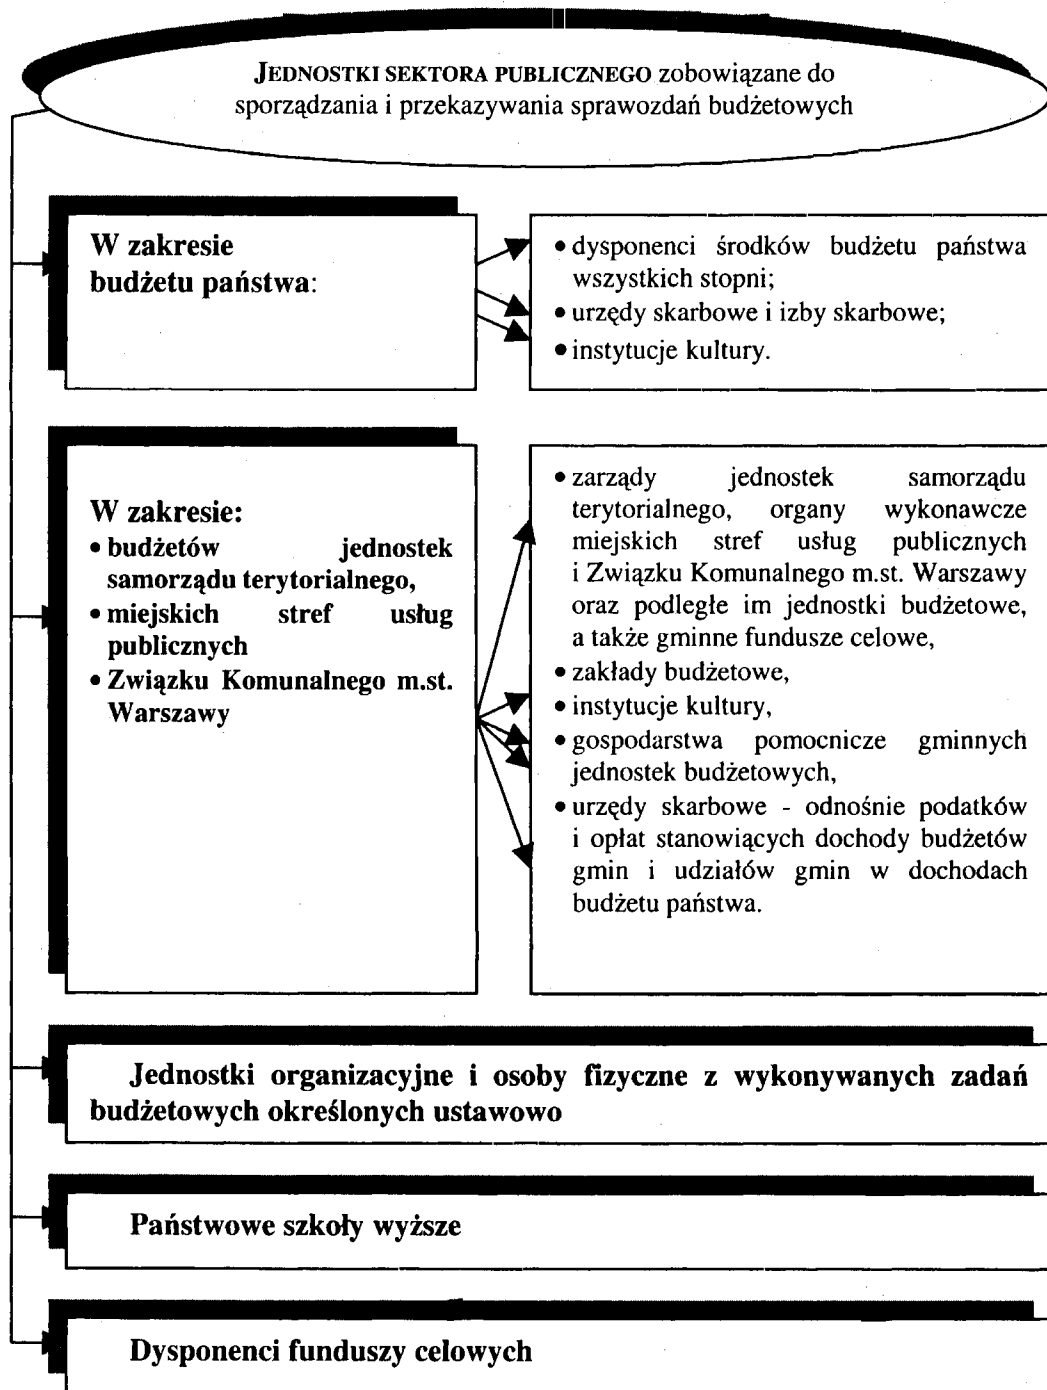 JEDNOSTKI SEKTORA PUBLICZNEGO zobowiązane do
sporządzania i przekazywania sprawozdań budżetowych
W zakresie
budżetu państwa:
• dysponenci środków budżetu państwa
wszystkich stopni;
• urzędy skarbowe i izby skarbowe;
• instytucje kultury.
W zakresie:
• budżetów jednostek
samorządu terytorialnego,
• miejskich stref usług
publicznych
• Związku Komunalnego m.st.
Warszawy
• zarządy jednostek samorządu
terytorialnego, organy wykonawcze
miejskich stref usług publicznych
i Związku Komunalnego m.st. Warszawy
oraz podległe im jednostki budżetowe,
a także gminne fundusze celowe,
• zakłady budżetowe,
• instytucje kultury,
• gospodarstwa pomocnicze gminnych
jednostek budżetowych,
• urzędy skarbowe - odnośnie podatków
i opłat stanowiących dochody budżetów
gmin i udziałów gmin w dochodach
budżetu państwa.
Jednostki organizacyjne i osoby fizyczne z wykonywanych zadań
budżetowych określonych ustawowo
Państwowe szkoły wyższe
Dysponenci funduszy celowych